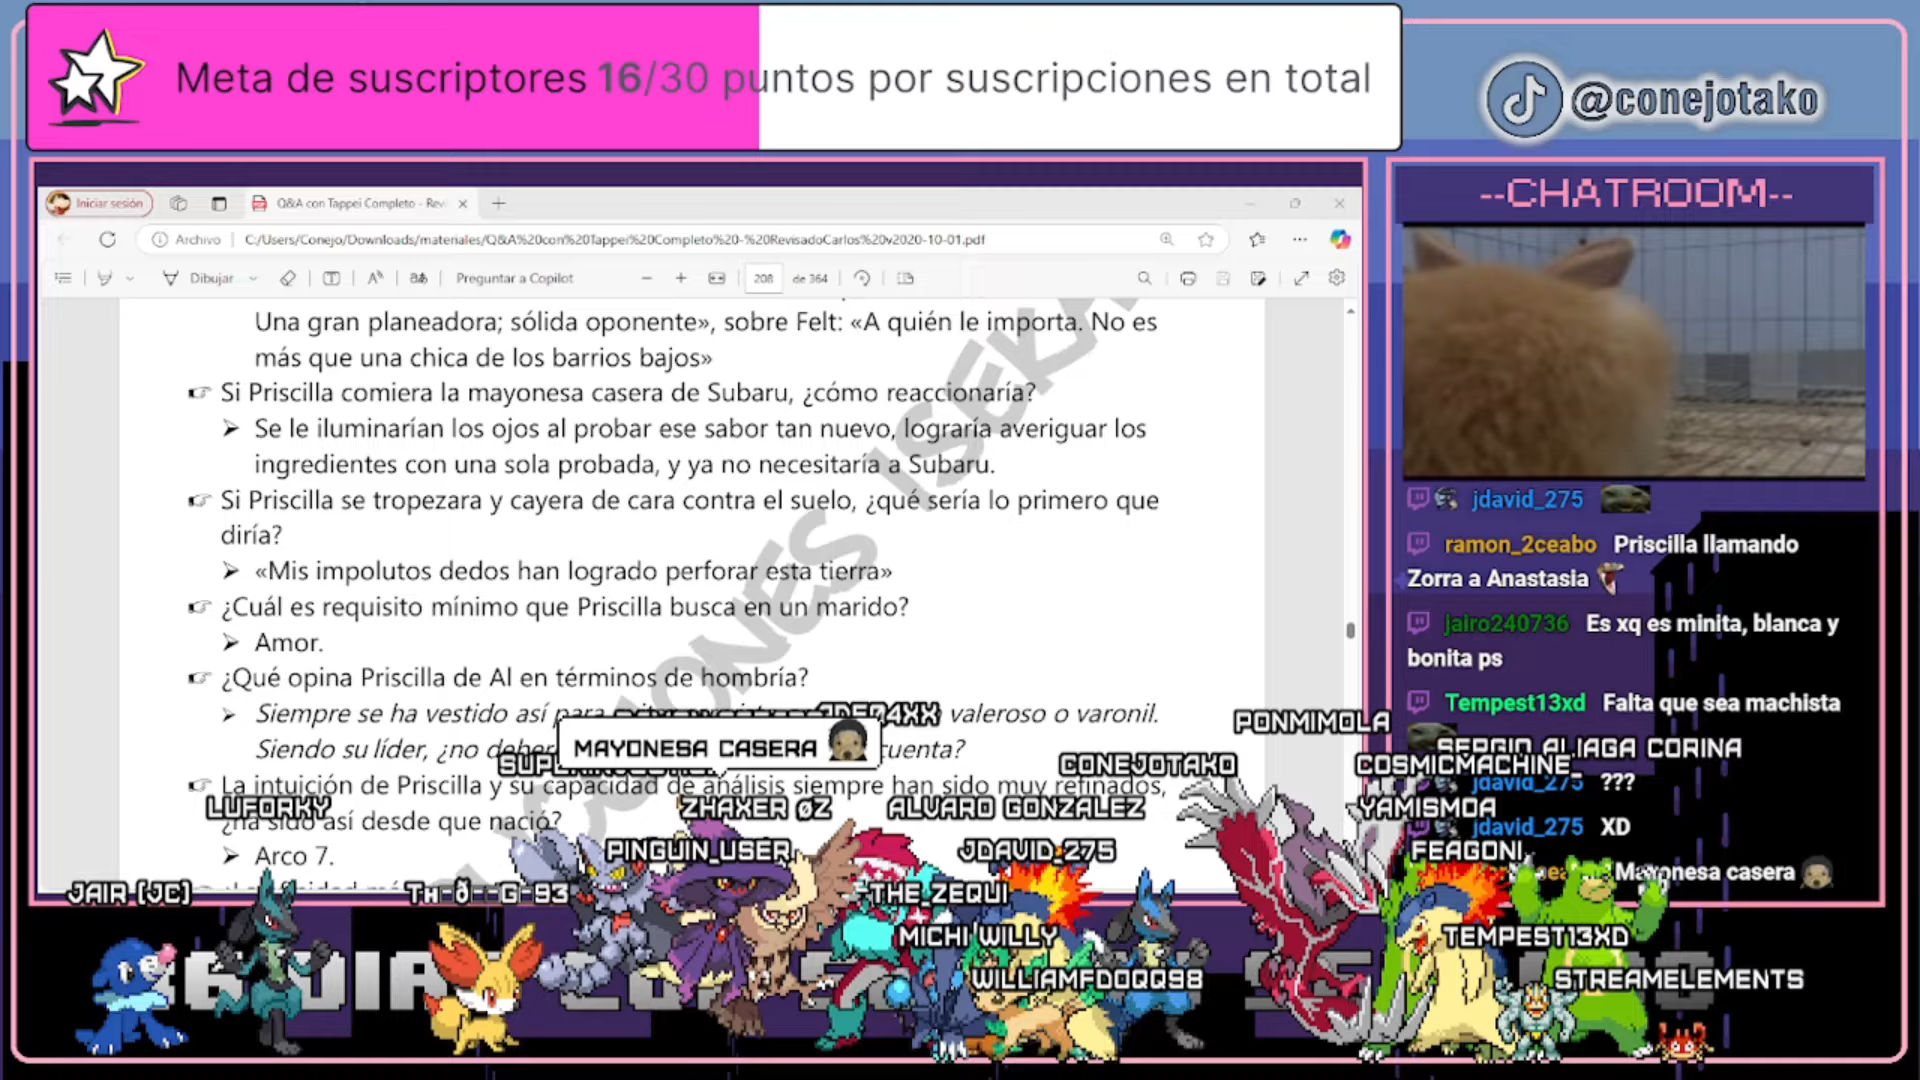 Meta de suscriptores 16/30 puntos por suscripciones en total
@conejotako
Iniciar sesión
Q&A con Tappei Completo - Rev
Archivo
C:/Users/Conejo/Downloads/materiales/Q&A%20con%20Tappei%20Completo%20-%20RevisadoCarlos%20v2020-10-01.pdf
Dibujar
Preguntar a Copilot
208 de 364
Una gran planeadora; sólida oponente», sobre Felt: «A quién le importa. No es
más que una chica de los barrios bajos»
Si Priscilla comiera la mayonesa casera de Subaru, ¿cómo reaccionaría?
Se le iluminarían los ojos al probar ese sabor tan nuevo, lograría averiguar los
ingredientes con una sola probada, y ya no necesitaría a Subaru.
Si Priscilla se tropezara y cayera de cara contra el suelo, ¿qué sería lo primero que
diría?
«Mis impolutos dedos han logrado perforar esta tierra»
¿Cuál es requisito mínimo que Priscilla busca en un marido?
Amor.
¿Qué opina Priscilla de Al en términos de hombría?
Siempre se ha vestido así para valeroso o varonil.
Siendo su líder, ¿no cuenta?
La intuición de Priscilla y su capacidad de análisis siempre han sido muy refinados,
¿ha sido así desde que nació?
Arco 7.
--CHATROOM--
jdavid_275
ramon_2ceabo Priscilla llamando
Zorra a Anastasia
jairo240736 Es xq es minita, blanca y
bonita ps
Tempest13xd Falta que sea machista
jdavid_275 ???
jdavid_275 XD
Mayonesa casera
MAYONESA CASERA
PONMIMOLA
SERGIO ALIAGA CORINA
CONEJOTAKO
COSMICMACHINE_
LUFORKY
ZHAXER ØZ
ALVARO GONZALEZ
YAMISMOA
PINGUIN_USER
JDAVID_275
FEAGONI_
JAIR (JC)
THE_ZEQUI
MICHI WILLY
TEMPEST13XD
WILLIAMFDOQQ98
STREAMELEMENTS